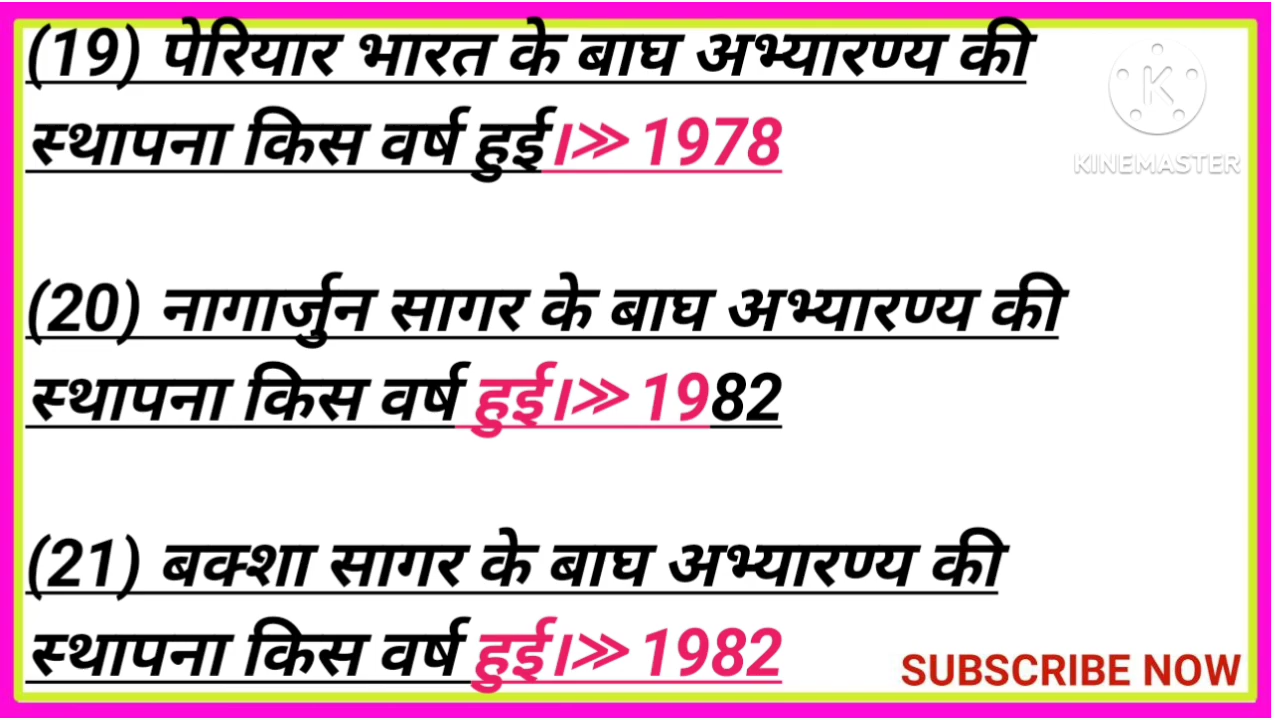 (19) पेरियार भारत के बाघ अभ्यारण्य की
स्थापना किस वर्ष हुई।≫ 1978
KINEMASTER
(20) नागार्जुन सागर के बाघ अभ्यारण्य की
स्थापना किस वर्ष हुई।≫ 1982
(21) बक्शा सागर के बाघ अभ्यारण्य की
स्थापना किस वर्ष हुई।≫ 1982
SUBSCRIBE NOW